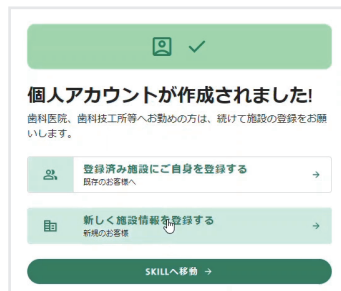 個人アカウントが作成されました!
歯科医院、歯科技工所等へお勤めの方は、続けて施設の登録をお願
いします。
登録済み施設にご自身を登録する
既存のお客様へ
新しく施設情報を登録する
新規のお客様
SKILLへ移動 →